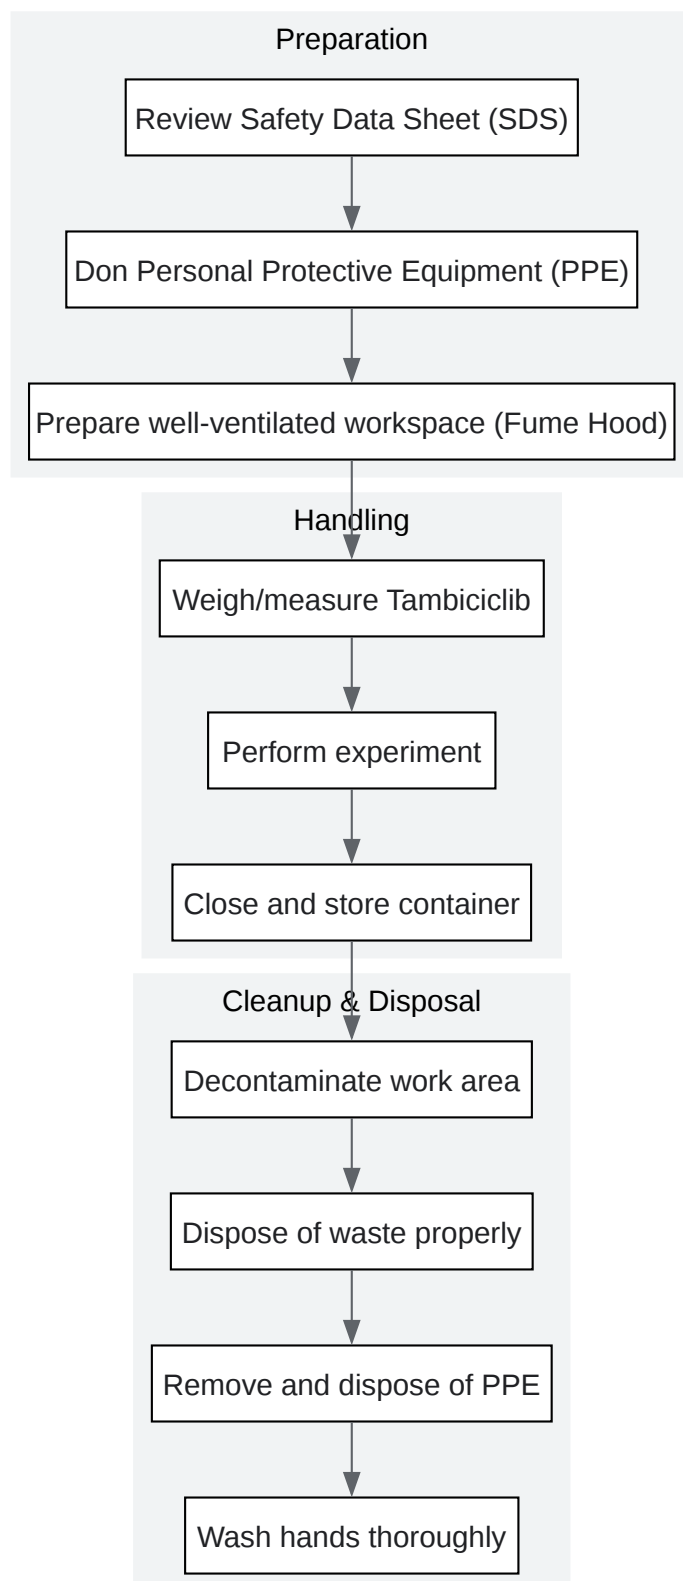 Preparation
Review Safety Data Sheet (SDS)
Don Personal Protective Equipment (PPE)
Prepare well-ventilated workspace (Fume Hood)
Handling
Weigh/measure Tambiciclib
Perform experiment
Close and store container
Cleanup & Disposal
Decontaminate work area
Dispose of waste properly
Remove and dispose of PPE
Wash hands thoroughly